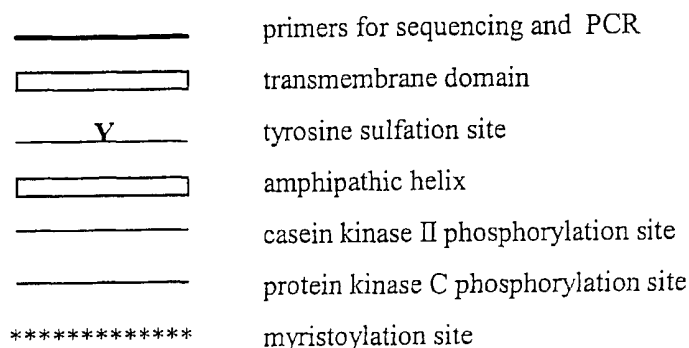 primers for sequencing and PCR
transmembrane domain
Y tyrosine sulfation site
amphipathic helix
casein kinase II phosphorylation site
protein kinase C phosphorylation site
************* myristoylation site